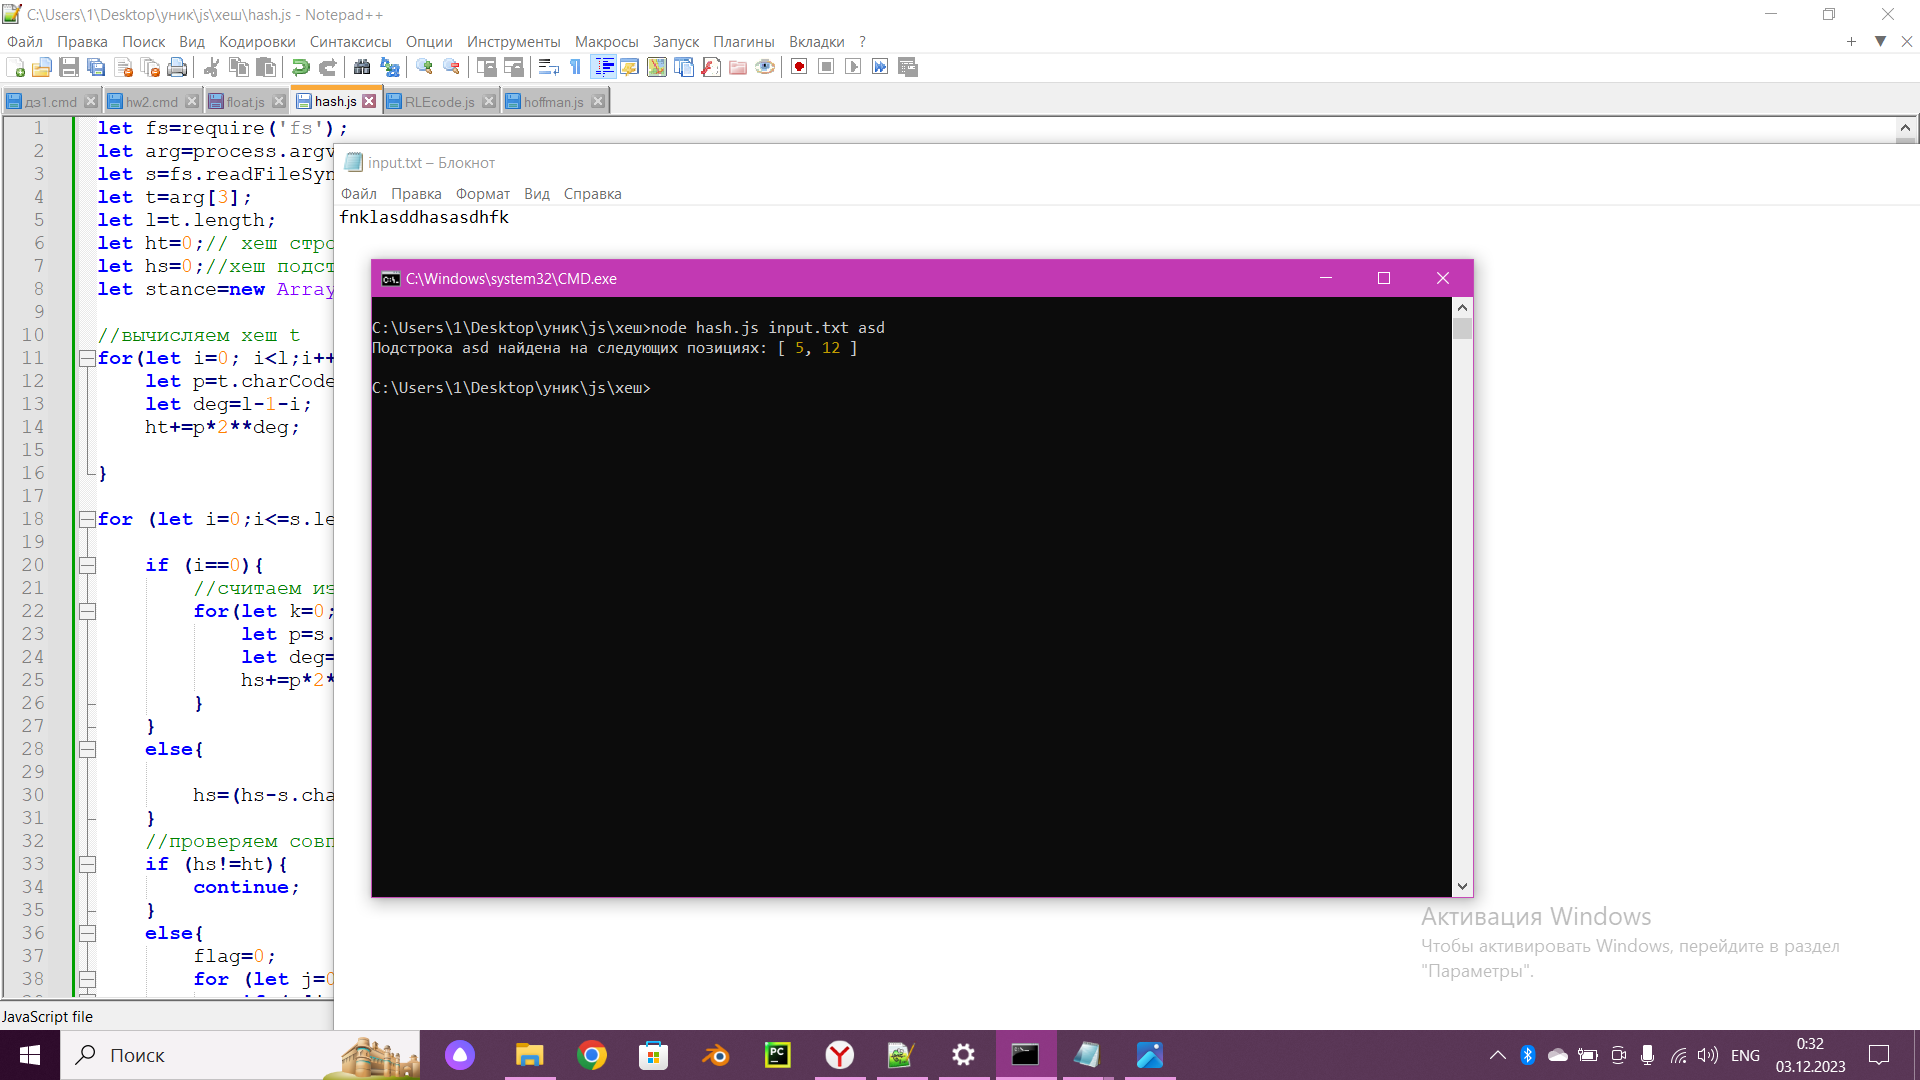 C:\Users\1\Desktop\уник\js\хеш\hash.js - Notepad++
Файл Правка Поиск Вид Кодировки Синтаксисы Опции Инструменты Макросы Запуск Плагины Вкладки ?
дз1.cmd hw2.cmd float.js hash.js RLEcode.js hoffman.js
1 let fs=require('fs');
2 let arg=process.argv
3 let s=fs.readFileSyn
4 let t=arg[3];
5 let l=t.length;
6 let ht=0;// хеш стро
7 let hs=0;//хеш подст
8 let stance=new Array
9
10 //вычисляем хеш t
11 for(let i=0; i<l;i++
12 let p=t.charCode
13 let deg=l-1-i;
14 ht+=p*2**deg;
15
16 }
17
18 for (let i=0;i<=s.le
19
20 if (i==0){
21 //считаем из
22 for(let k=0;
23 let p=s.
24 let deg=
25 hs+=p*2*
26 }
27 }
28 else{
29
30 hs=(hs-s.cha
31 }
32 //проверяем совп
33 if (hs!=ht){
34 continue;
35 }
36 else{
37 flag=0;
38 for (let j=0
JavaScript file
input.txt – Блокнот
Файл Правка Формат Вид Справка
fnklasddhasasdhfk
C:\Windows\system32\CMD.exe
C:\Users\1\Desktop\уник\js\хеш>node hash.js input.txt asd
Подстрока asd найдена на следующих позициях: [ 5, 12 ]
C:\Users\1\Desktop\уник\js\хеш>
Активация Windows
Чтобы активировать Windows, перейдите в раздел
"Параметры".
Поиск
PC
ENG
0:32
03.12.2023